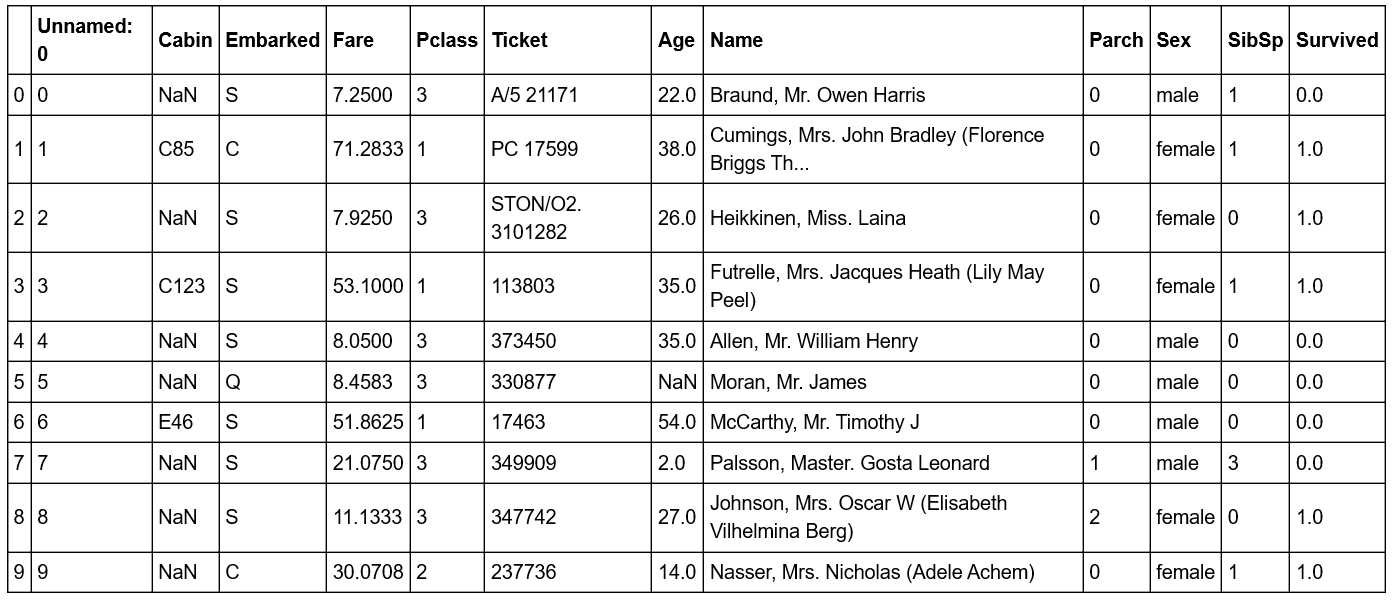 Unnamed: 0 Cabin Embarked Fare Pclass Ticket Age Name Parch Sex SibSp Survived
0 0 NaN S 7.2500 3 A/5 21171 22.0 Braund, Mr. Owen Harris 0 male 1 0.0
1 1 C85 C 71.2833 1 PC 17599 38.0 Cumings, Mrs. John Bradley (Florence Briggs Th... 0 female 1 1.0
2 2 NaN S 7.9250 3 STON/O2. 3101282 26.0 Heikkinen, Miss. Laina 0 female 0 1.0
3 3 C123 S 53.1000 1 113803 35.0 Futrelle, Mrs. Jacques Heath (Lily May Peel) 0 female 1 1.0
4 4 NaN S 8.0500 3 373450 35.0 Allen, Mr. William Henry 0 male 0 0.0
5 5 NaN Q 8.4583 3 330877 NaN Moran, Mr. James 0 male 0 0.0
6 6 E46 S 51.8625 1 17463 54.0 McCarthy, Mr. Timothy J 0 male 0 0.0
7 7 NaN S 21.0750 3 349909 2.0 Palsson, Master. Gosta Leonard 1 male 3 0.0
8 8 NaN S 11.1333 3 347742 27.0 Johnson, Mrs. Oscar W (Elisabeth Vilhelmina Berg) 2 female 0 1.0
9 9 NaN C 30.0708 2 237736 14.0 Nasser, Mrs. Nicholas (Adele Achem) 0 female 1 1.0